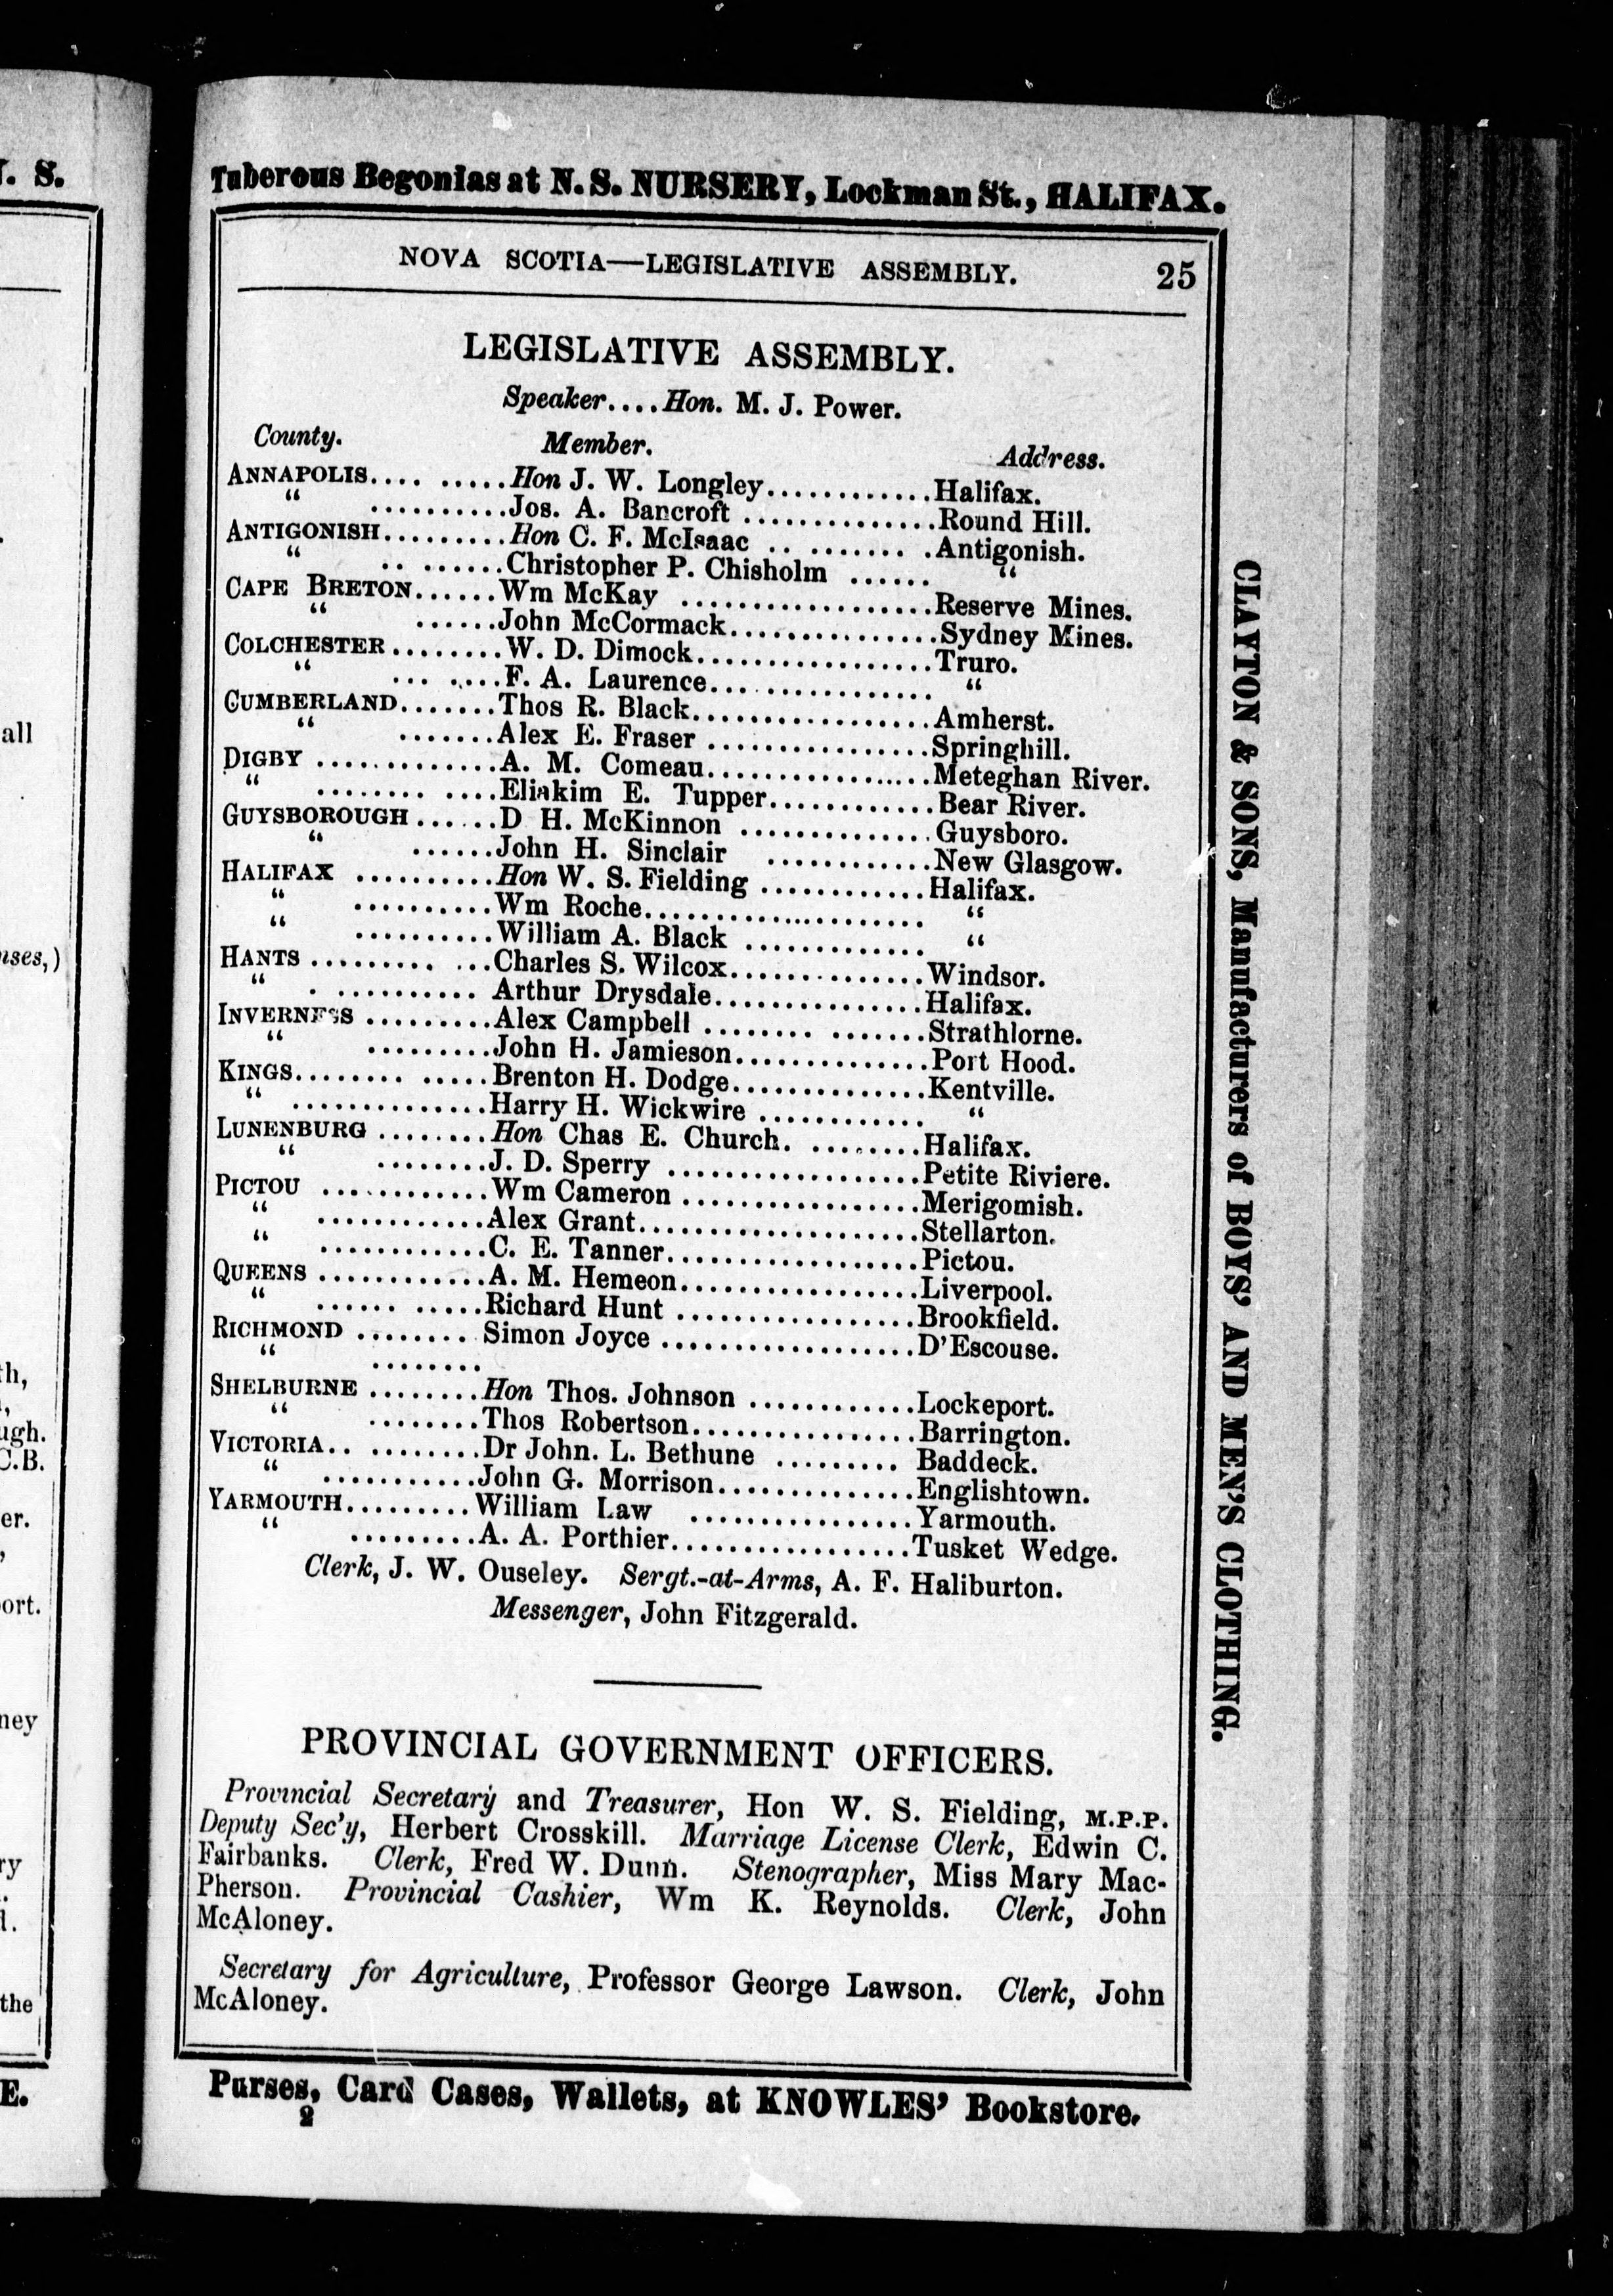 Tuberous Begonias at N. S. NURSERY, Lockman St., HALIFAX.
NOVA SCOTIA—LEGISLATIVE ASSEMBLY. 25
LEGISLATIVE ASSEMBLY.
Speaker....Hon. M. J. Power.
County. Member. Address.
ANNAPOLIS.... ......Hon J. W. Longley............Halifax.
“ ..........Jos. A. Bancroft ..............Round Hill.
ANTIGONISH.........Hon C. F. McIsaac .. ........ .Antigonish.
“ .. ......Christopher P. Chisholm ...... “
CAPE BRETON......Wm McKay ..................Reserve Mines.
“ ......John McCormack...............Sydney Mines.
COLCHESTER........W. D. Dimock.................Truro.
“ ... .....F. A. Laurence................ “
CUMBERLAND.......Thos R. Black.................Amherst.
“ .......Alex E. Fraser ................Springhill.
DIGBY .............A. M. Comeau................Meteghan River.
“ ........ ....Eliakim E. Tupper............Bear River.
GUYSBOROUGH......D H. McKinnon ..............Guysboro.
“ ......John H. Sinclair ............New Glasgow.
HALIFAX ..........Hon W. S. Fielding ............Halifax.
“ ..........Wm Roche.................... “
“ ..........William A. Black ............. “
HANTS ......... ...Charles S. Wilcox..............Windsor.
“ . .......... Arthur Drysdale...............Halifax.
INVERNESS .........Alex Campbell ........ .......Strathlorne.
“ .........John H. Jamieson..............Port Hood.
KINGS........ .....Brenton H. Dodge..............Kentville.
“ ..............Harry H. Wickwire ............ “
LUNENBURG ........Hon Chas E. Church. ........Halifax.
“ ........J. D. Sperry ..................Petite Riviere.
PICTOU ............Wm Cameron .................Merigomish.
“ ............Alex Grant....................Stellarton.
“ ............C. E. Tanner..................Pictou.
QUEENS ............A. M. Hemeon.................Liverpool.
“ ...... .....Richard Hunt .................Brookfield.
RICHMOND ........ Simon Joyce ..................D’Escouse.
“ ........
SHELBURNE ........Hon Thos. Johnson ............Lockeport.
“ ........Thos Robertson................Barrington.
VICTORIA.. ........Dr John. L. Bethune ......... Baddeck.
“ ...........John G. Morrison..............Englishtown.
YARMOUTH.........William Law ................Yarmouth.
“ .........A. A. Porthier.................Tusket Wedge.
Clerk, J. W. Ouseley. Sergt.-at-Arms, A. F. Haliburton.
Messenger, John Fitzgerald.
PROVINCIAL GOVERNMENT OFFICERS.
Provincial Secretary and Treasurer, Hon W. S. Fielding, M.P.P.
Deputy Sec’y, Herbert Crosskill. Marriage License Clerk, Edwin C.
Fairbanks. Clerk, Fred W. Dunn. Stenographer, Miss Mary Mac-
Pherson. Provincial Cashier, Wm K. Reynolds. Clerk, John
McAloney.
Secretary for Agriculture, Professor George Lawson. Clerk, John
McAloney.
Purses, Card Cases, Wallets, at KNOWLES’ Bookstore.
2
CLAYTON & SONS, Manufacturers of BOYS’ AND MEN’S CLOTHING.